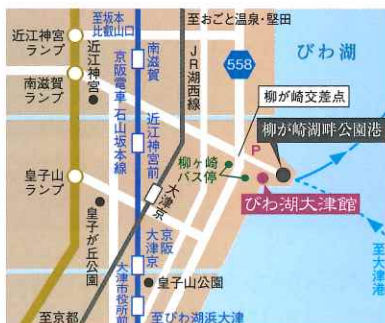 至坂本
比叡山口
至おごと温泉・堅田
近江神宮
ランプ
近江神宮
南滋賀
京阪電車 石山坂本線
JR湖西線
558
びわ湖
南滋賀
ランプ
柳が崎交差点
P
柳が崎湖畔公園港
近江神宮前
柳ヶ崎
バス停
びわ湖大津館
皇子山
ランプ
大津京
皇子が丘公園
京阪
大津京
皇子山公園
大津市役所前
至大津港
至京都
至びわ湖浜大津